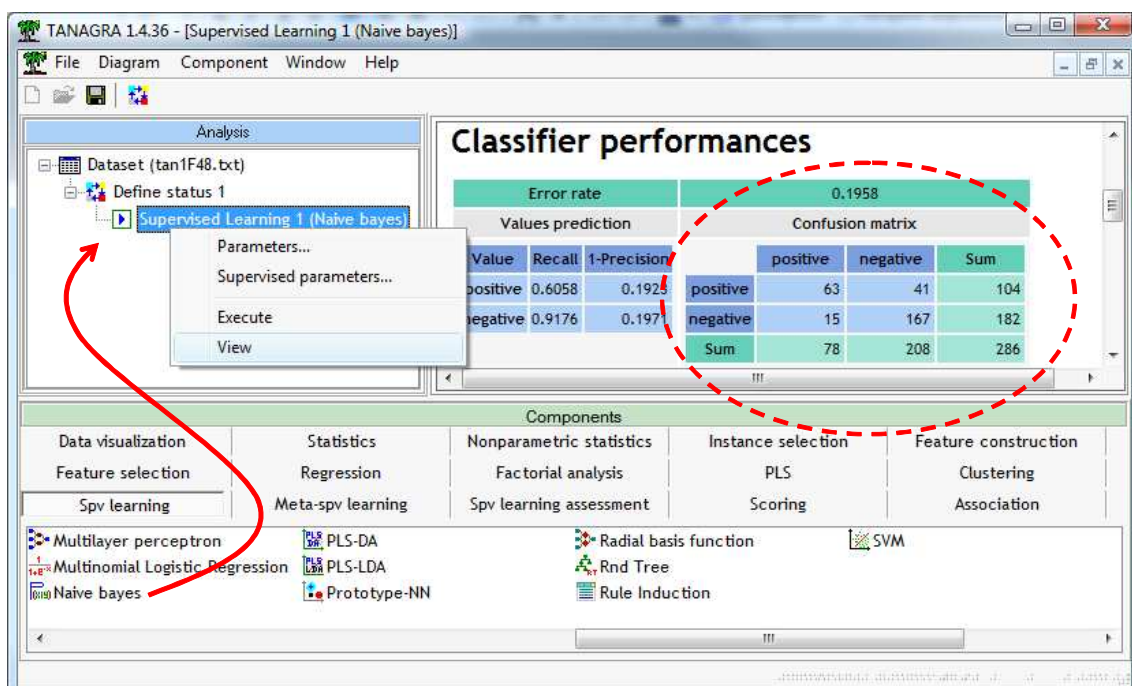 TANAGRA 1.4.36 - [Supervised Learning 1 (Naive bayes)]
File Diagram Component Window Help
Analysis
Dataset (tan1F48.txt)
Define status 1
Supervised Learning 1 (Naive bayes)
Parameters...
Supervised parameters...
Execute
View
Classifier performances
Error rate 0.1958
Values prediction Confusion matrix
Value Recall 1-Precision positive negative Sum
positive 0.6058 0.1923 positive 63 41 104
negative 0.9176 0.1971 negative 15 167 182
Sum 78 208 286
Components
Data visualization Statistics Nonparametric statistics Instance selection Feature construction
Feature selection Regression Factorial analysis PLS Clustering
Spv learning Meta-spv learning Spv learning assessment Scoring Association
Multilayer perceptron PLS-DA Radial basis function SVM
Multinomial Logistic Regression PLS-LDA Rnd Tree
Naive bayes Prototype-NN Rule Induction